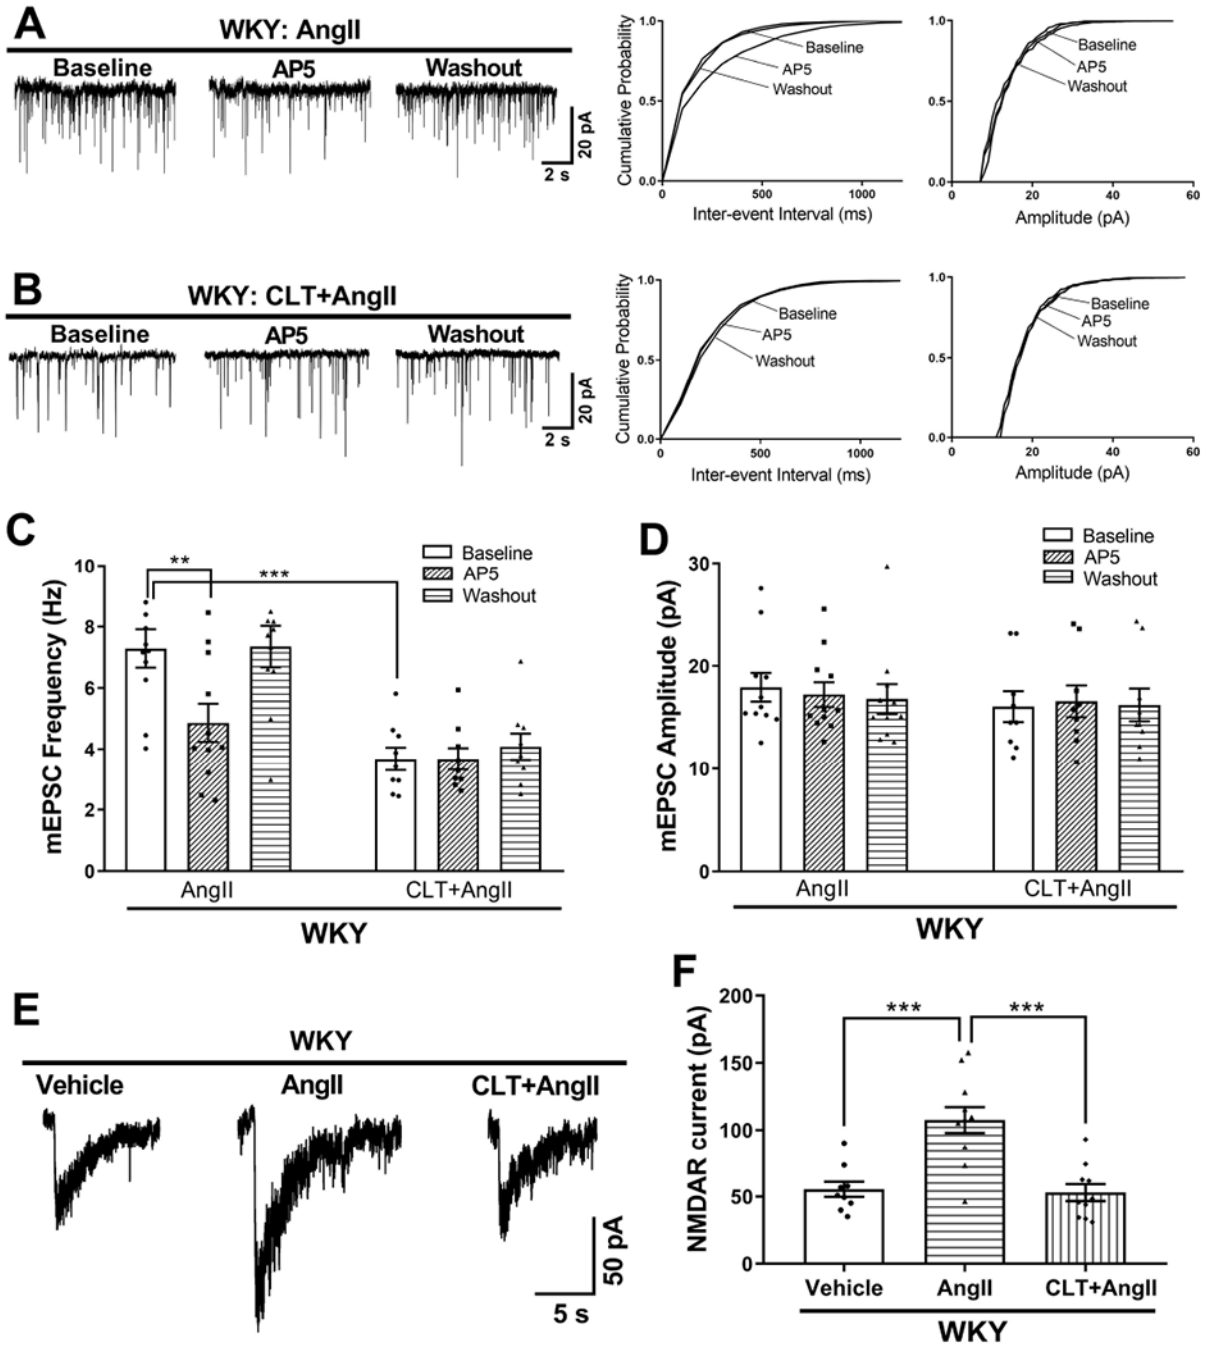 A
WKY: AngII
Baseline
AP5
Washout
20 pA
2 s
Cumulative Probability
1.0
0.5
0.0
0
500
1000
Inter-event Interval (ms)
Baseline
AP5
Washout
1.0
0.5
0.0
0
20
40
60
Amplitude (pA)
Baseline
AP5
Washout
B
WKY: CLT+AngII
Baseline
AP5
Washout
20 pA
2 s
Cumulative Probability
1.0
0.5
0.0
0
500
1000
Inter-event Interval (ms)
Baseline
AP5
Washout
1.0
0.5
0.0
0
20
40
60
Amplitude (pA)
Baseline
AP5
Washout
C
mEPSC Frequency (Hz)
10
8
6
4
2
0
**
***
Baseline
AP5
Washout
AngII
CLT+AngII
WKY
D
mEPSC Amplitude (pA)
30
20
10
0
Baseline
AP5
Washout
AngII
CLT+AngII
WKY
E
WKY
Vehicle
AngII
CLT+AngII
50 pA
5 s
F
NMDAR current (pA)
200
150
100
50
0
***
***
Vehicle
AngII
CLT+AngII
WKY